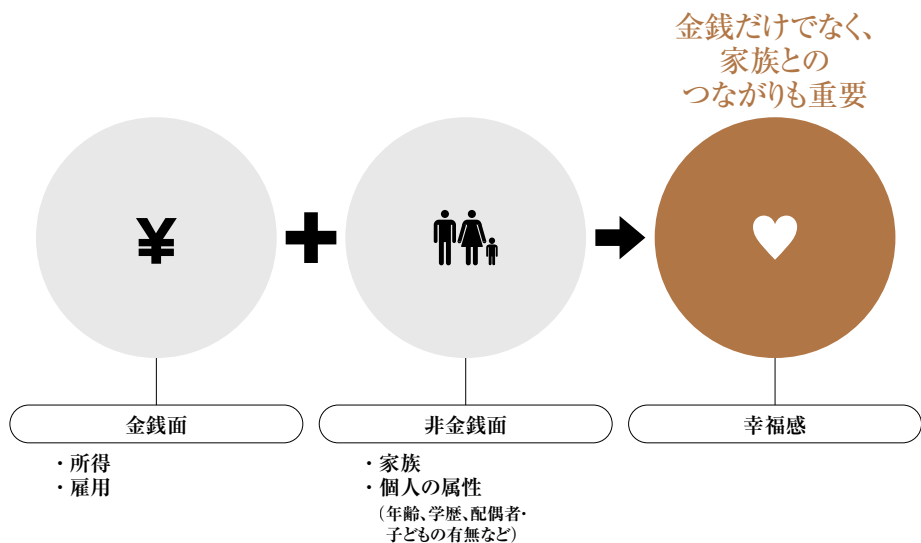 金銭だけでなく、
家族との
つながりも重要
¥
金銭面
・所得
・雇用
非金銭面
・家族
・個人の属性
（年齢、学歴、配偶者・
子どもの有無など）
幸福感